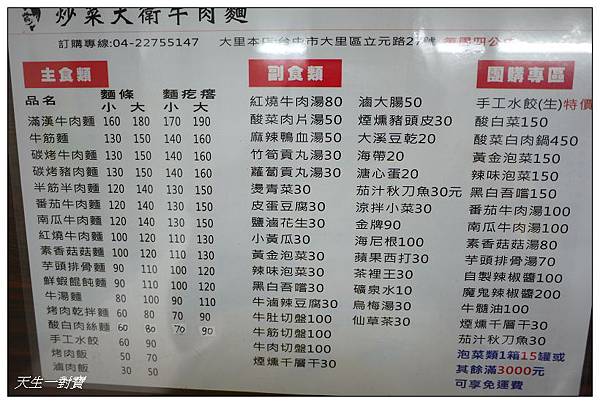 炒菜大衛牛肉麵
訂購專線:04-22755147 大里本店台中市大里區立元路27號
主食類
品名 麵條 麵疙瘩
小 大 小 大
滿漢牛肉麵 160 180 170 190
牛筋麵 130 150 140 160
碳烤牛肉麵 130 150 140 160
碳烤豬肉麵 130 150 140 160
半筋半肉麵 120 140 130 150
番茄牛肉麵 120 140 130 150
南瓜牛肉麵 120 140 130 150
紅燒牛肉麵 100 120 110 130
素香菇菇麵 100 120 110 130
芋頭排骨麵 90 110 100 120
鮮蝦餛飩麵 90 110 100 120
牛湯麵 80 100 90 110
烤肉乾拌麵 60 80 70 90
酸白肉絲麵 60 80 70 90
手工水餃 60 90
烤肉飯 50 70
滷肉飯 30 50
副食類
紅燒牛肉湯80
酸菜肉片湯50
麻辣鴨血湯50
竹筍貢丸湯30
蘿蔔貢丸湯30
燙青菜30
皮蛋豆腐30
鹽滷花生30
小黃瓜30
黃金泡菜30
辣味泡菜30
黑白吾嚐30
牛滷辣豆腐30
牛肚切盤100
牛筋切盤100
牛肉切盤100
煙燻千層干30
滷大腸50
煙燻豬頭皮30
大溪豆乾20
海帶20
溏心蛋20
茄汁秋刀魚30元
涼拌小菜30
金牌90
海尼根100
蘋果西打30
茶裡王30
礦泉水10
烏梅湯30
仙草茶30
團購專區
手工水餃(生)特價
酸白菜150
酸菜白肉鍋450
黃金泡菜150
辣味泡菜150
黑白吾嚐150
番茄牛肉湯100
南瓜牛肉湯100
素香菇菇湯80
芋頭排骨湯70
自製辣椒醬100
魔鬼辣椒醬200
牛髓油100
煙燻千層干30
茄汁秋刀魚30
泡菜類1箱15罐或
其餘滿3000元
可享免運費
天生一對寶